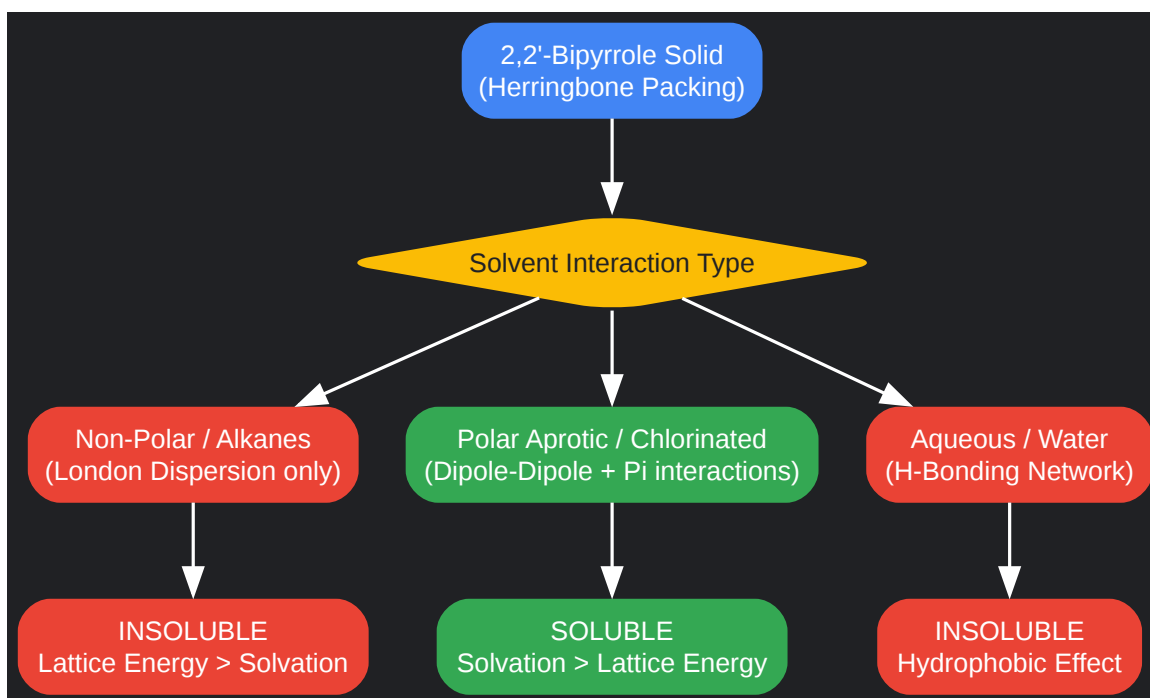 2,2'-Bipyrrole Solid
(Herringbone Packing)
Solvent Interaction Type
Non-Polar / Alkanes
(London Dispersion only)
Polar Aprotic / Chlorinated
(Dipole-Dipole + Pi interactions)
Aqueous / Water
(H-Bonding Network)
INSOLUBLE
Lattice Energy > Solvation
SOLUBLE
Solvation > Lattice Energy
INSOLUBLE
Hydrophobic Effect